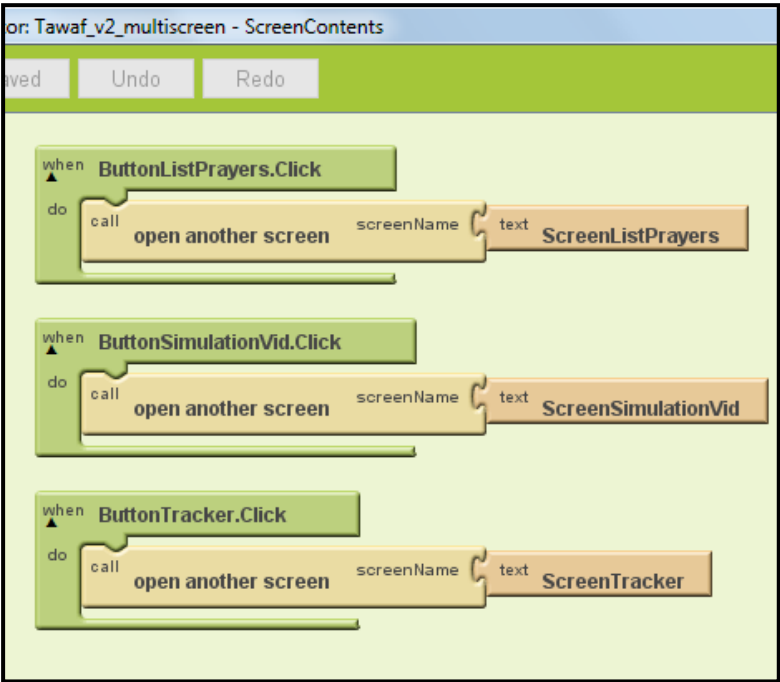 or: Tawaf_v2_multiscreen - ScreenContents
aved Undo Redo
when ButtonListPrayers.Click
do call open another screen screenName text ScreenListPrayers
when ButtonSimulationVid.Click
do call open another screen screenName text ScreenSimulationVid
when ButtonTracker.Click
do call open another screen screenName text ScreenTracker